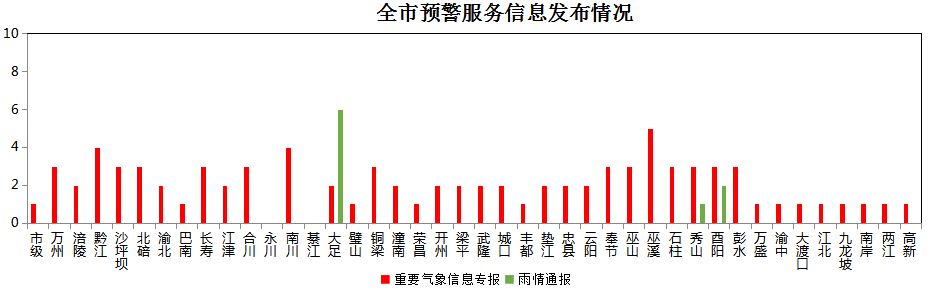 全市预警服务信息发布情况
10
8
6
4
2
0
市级 万州 涪陵 黔江 沙坪坝 北碚 渝北 巴南 长寿 江津 合川 永川 南川 綦江 大足 璧山 铜梁 潼南 荣昌 开州 梁平 武隆 城口 丰都 垫江 忠县 云阳 奉节 巫山 巫溪 石柱 秀山 酉阳 彭水 万盛 渝中 大渡口 江北 九龙坡 南岸 两江 高新
重要气象信息专报 雨情通报